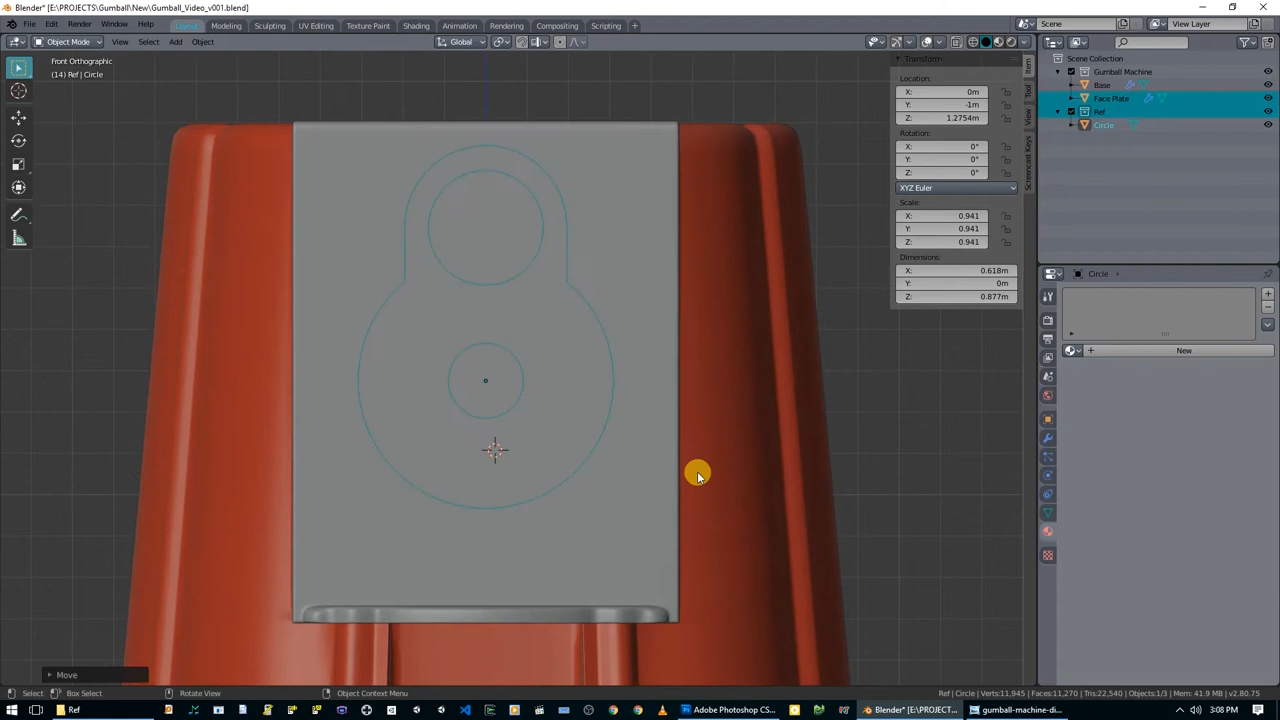 Blender* [E:\PROJECTS\Gumball\New\Gumball_Video_v001.blend]
File Edit Render Window Help Layout Modeling Sculpting UV Editing Texture Paint Shading Animation Rendering Compositing Scripting + Scene View Layer
Object Mode View Select Add Object Global
Front Orthographic
(14) Ref | Circle
Transform
Location:
X: 0m
Y: -1m
Z: 1.2754m
Rotation:
X: 0°
Y: 0°
Z: 0°
XYZ Euler
Scale:
X: 0.941
Y: 0.941
Z: 0.941
Dimensions:
X: 0.618m
Y: 0m
Z: 0.877m
Item
Tool
View
Screencast Keys
Scene Collection
Gumball Machine
Base
Face Plate
Ref
Circle
Circle
New
Move
Select Box Select Rotate View Object Context Menu Ref | Circle | Verts:11,945 | Faces:11,270 | Tris:22,540 | Objects:1/3 | Mem: 41.9 MB | v2.80.75
Ref Adobe Photoshop CS... Blender* [E:\PROJECT... gumball-machine-di... 3:08 PM